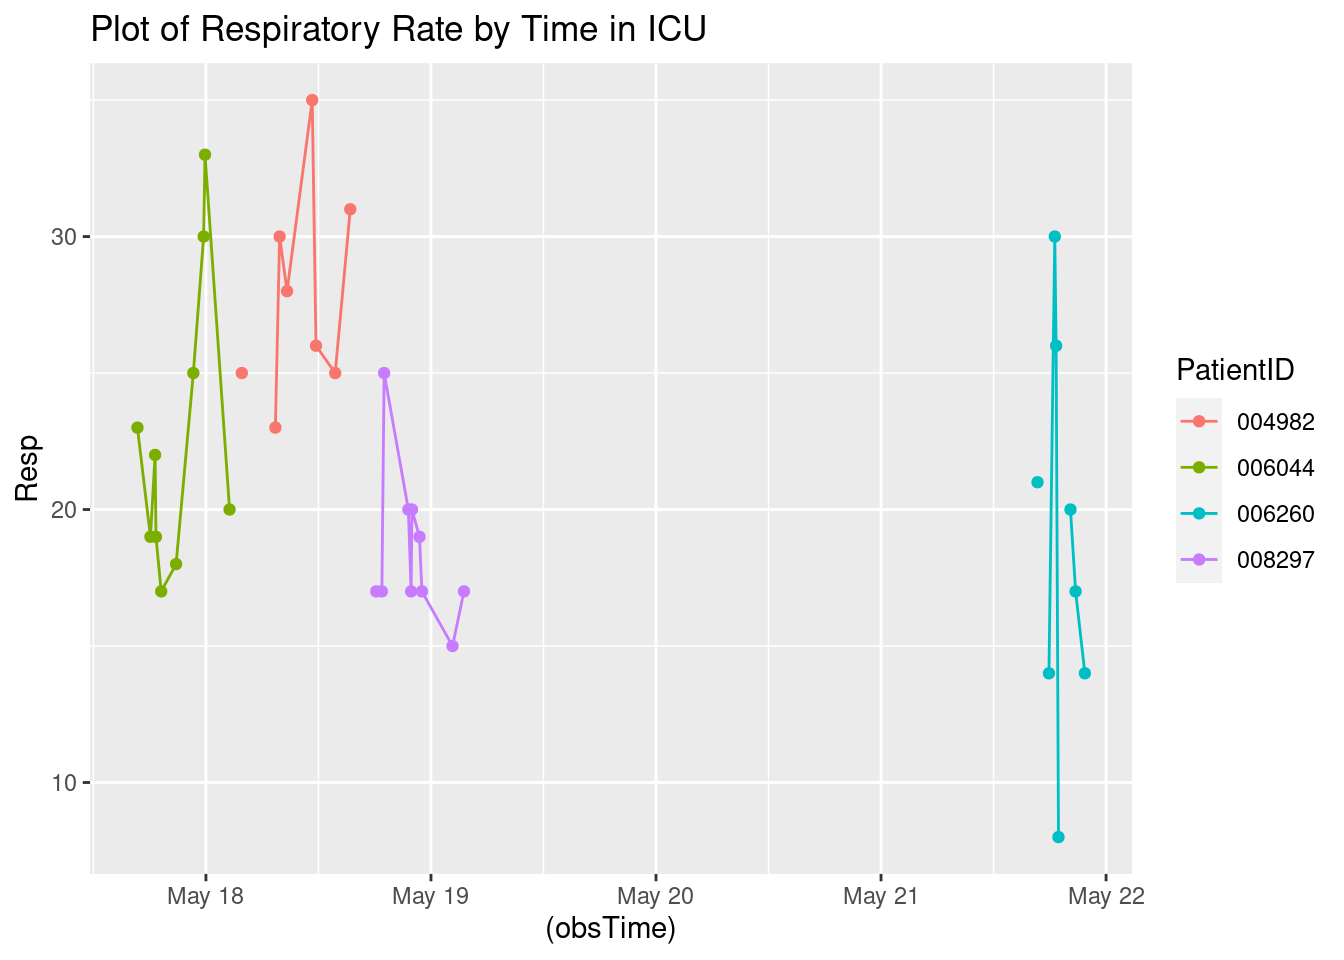 Plot of Respiratory Rate by Time in ICU
Resp
30
20
10
May 18
May 19
May 20
May 21
May 22
(obsTime)
PatientID
004982
006044
006260
008297